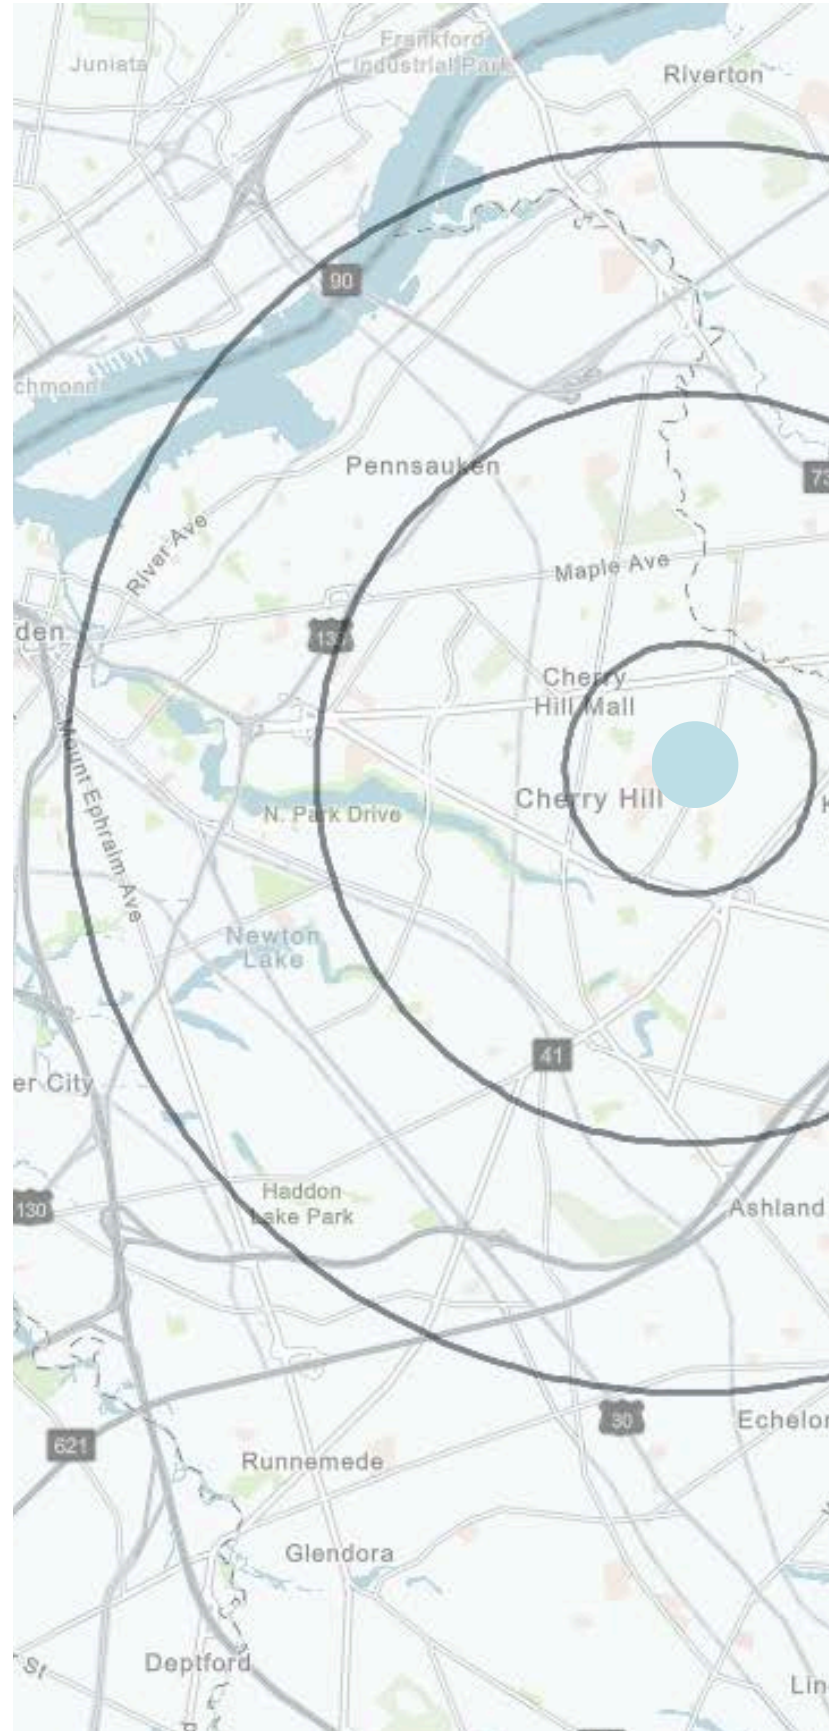 Frankford
Industrial Park
Juniata
Riverton
90
chmond
Pennsauken
73
River Ave
Maple Ave
den
Cherry
Hill Mall
Mount Ephraim Ave
Cherry Hill
N. Park Drive
Newton
Lake
41
er City
Haddon
Lake Park
130
Ashland
30
Echelon
621
Runnemede
Glendora
St
Deptford
Lin